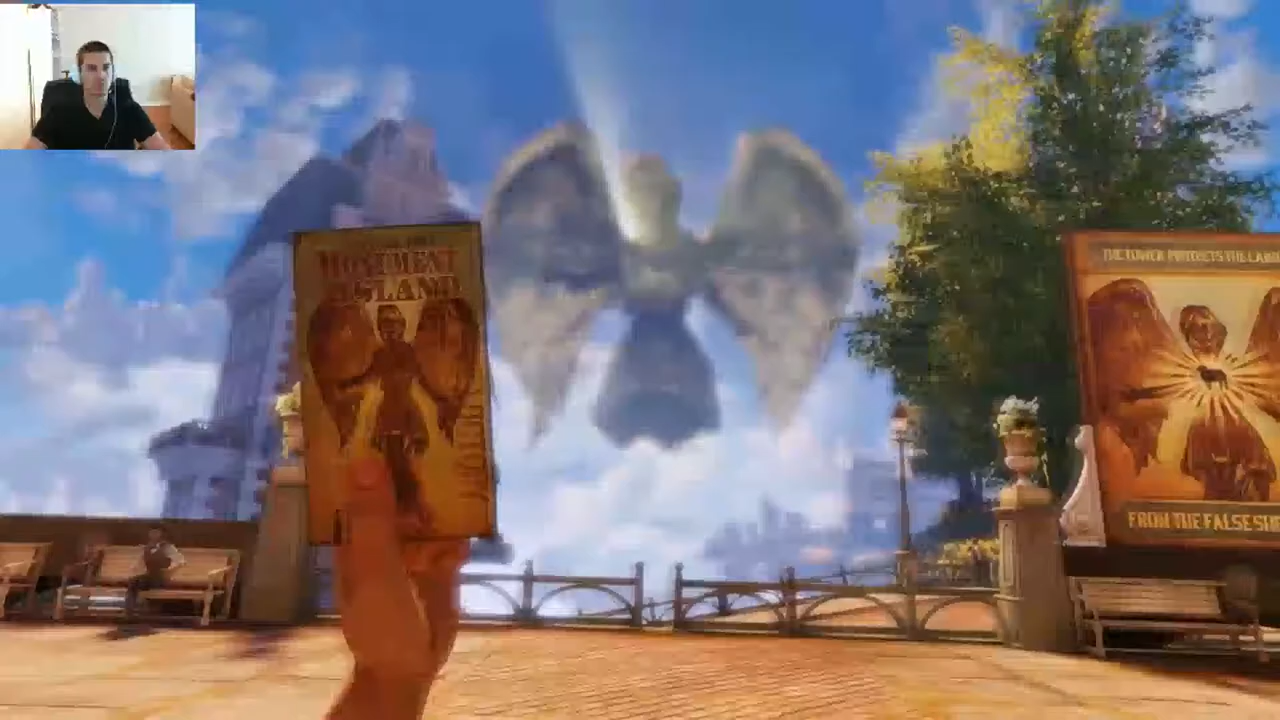 MONUMENT
ISLAND
THE TOWER PROTECTS THE LAMB
FROM THE FALSE SH